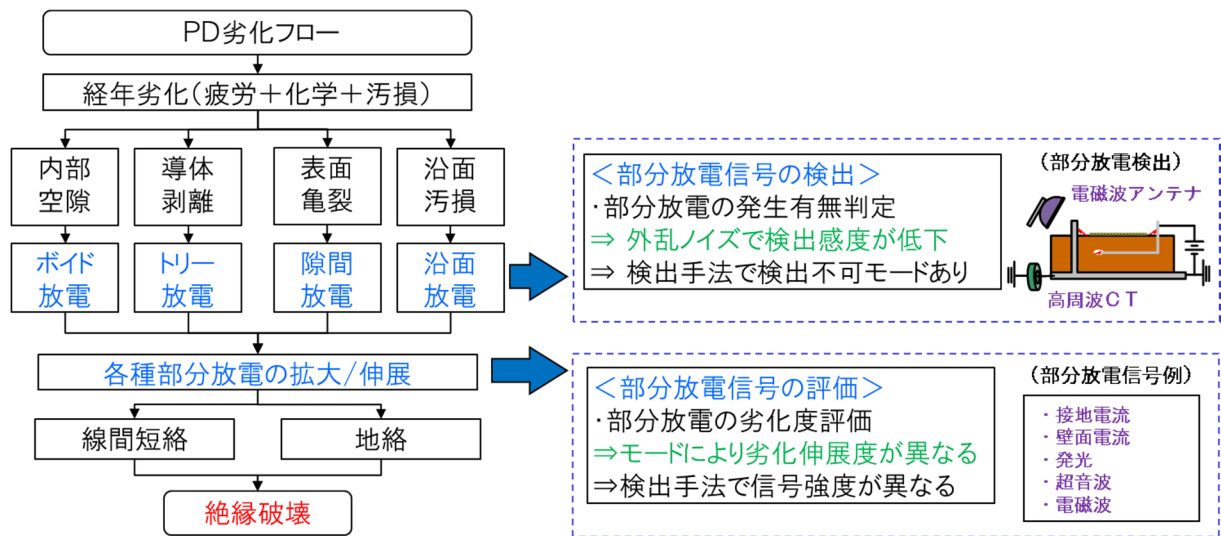 PD劣化フロー
経年劣化(疲労+化学+汚損)
内部
空隙
導体
剥離
表面
亀裂
沿面
汚損
ボイド
放電
トリー
放電
隙間
放電
沿面
放電
各種部分放電の拡大/伸展
線間短絡
地絡
絶縁破壊
＜部分放電信号の検出＞
・部分放電の発生有無判定
⇒ 外乱ノイズで検出感度が低下
⇒ 検出手法で検出不可モードあり
(部分放電検出)
電磁波アンテナ
高周波CT
＜部分放電信号の評価＞
・部分放電の劣化度評価
⇒モードにより劣化伸展度が異なる
⇒検出手法で信号強度が異なる
(部分放電信号例)
・接地電流
・壁面電流
・発光
・超音波
・電磁波